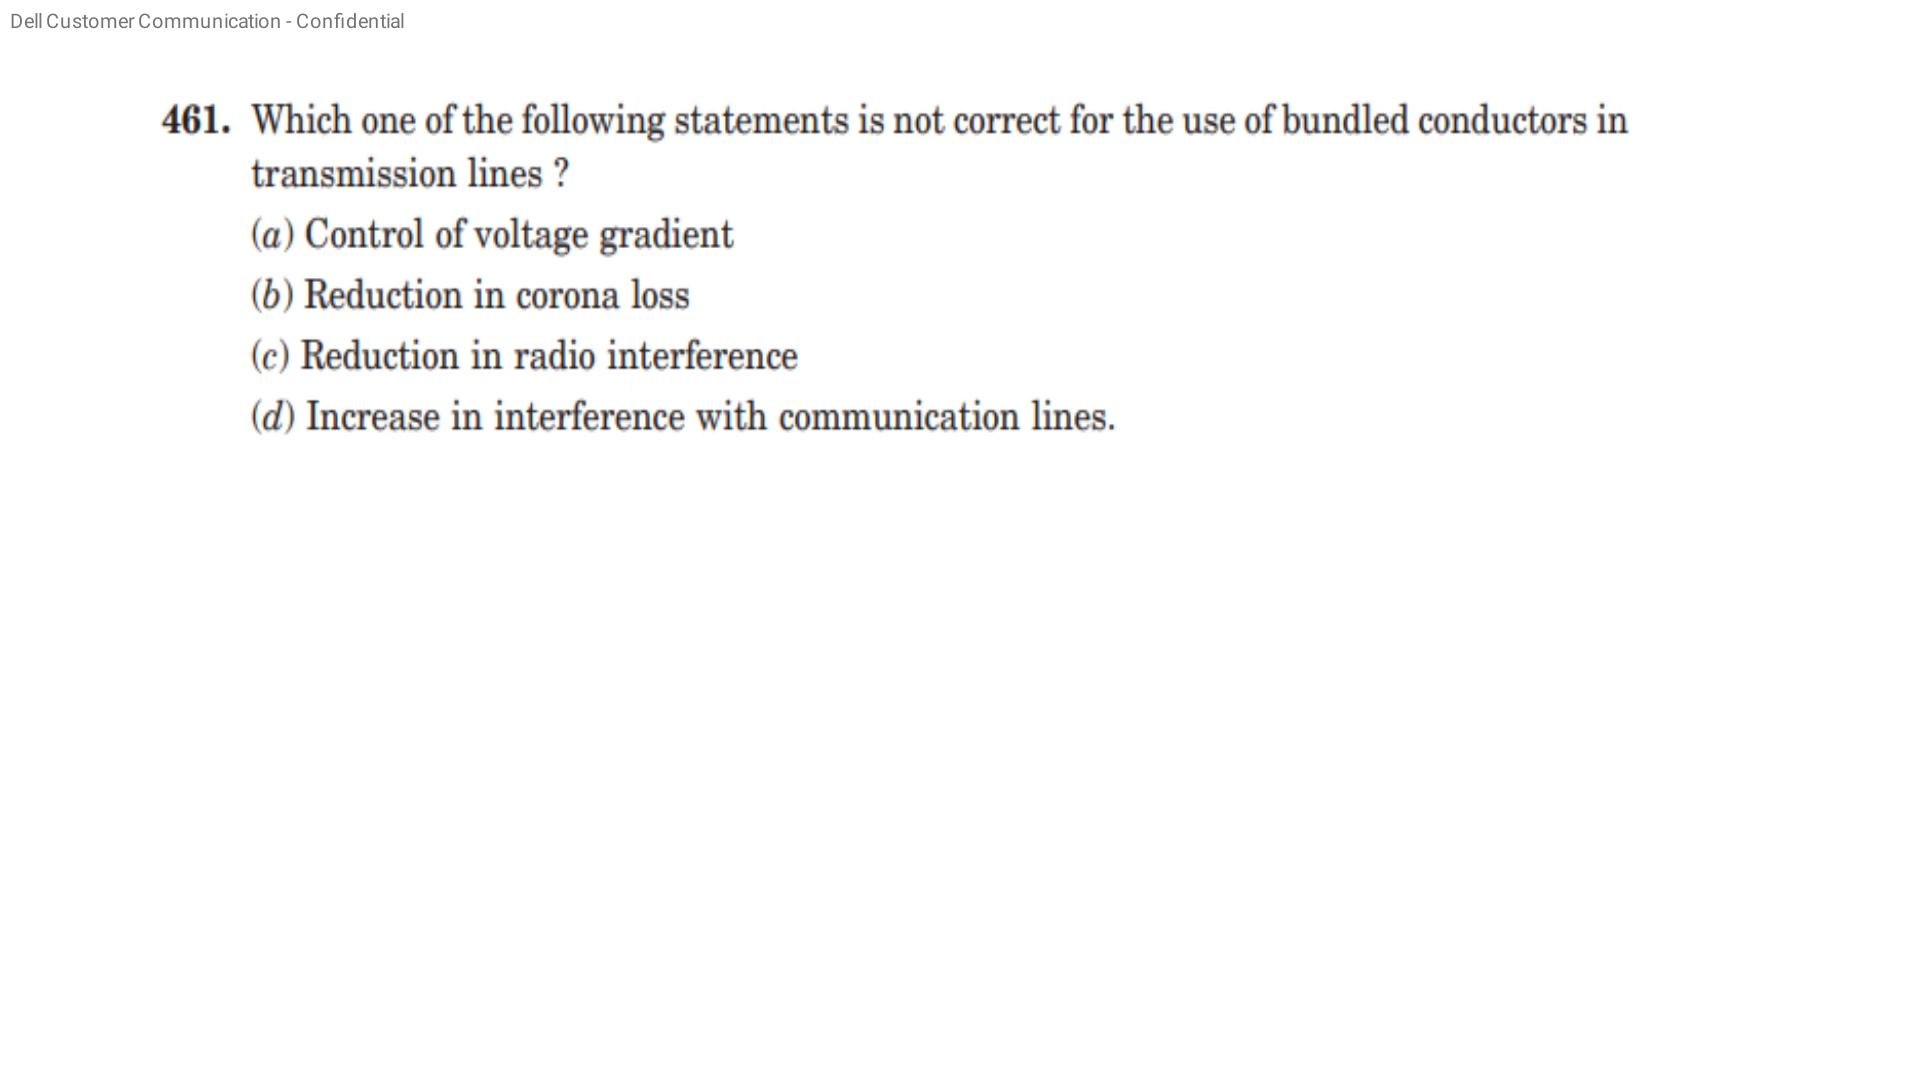 Dell Customer Communication - Confidential
461. Which one of the following statements is not correct for the use of bundled conductors in
transmission lines ?
(a) Control of voltage gradient
(b) Reduction in corona loss
(c) Reduction in radio interference
(d) Increase in interference with communication lines.